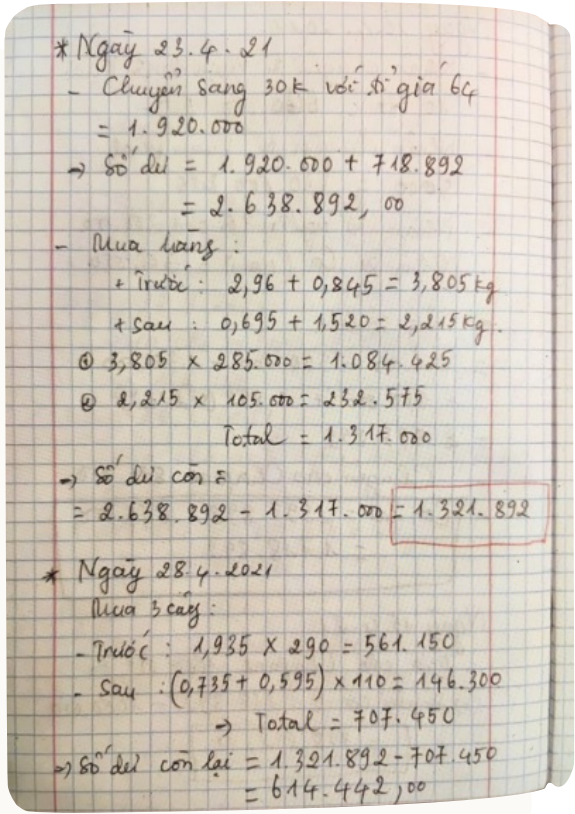 * Ngày 23.4.21
- Chuyển sang 30k với tỉ giá 64
= 1.920.000
→ Số dư = 1.920.000 + 718.892
= 2.638.892,00
- Mua hàng :
+ Trước : 2,96 + 0,845 = 3,805 kg
+ Sau : 0,695 + 1,520 = 2,215 kg.
① 3,805 × 285.000 = 1.084.425
② 2,215 × 105.000 = 232.575
Total = 1.317.000
→ Số dư còn =
= 2.638.892 - 1.317.000 = 1.321.892
* Ngày 28.4.2021
Mua 3 cây :
- Trước : 1,935 × 290 = 561.150
- Sau : (0,735 + 0,595) × 110 = 146.300
→ Total = 707.450
→ Số dư còn lại = 1.321.892 - 707.450
= 614.442,00